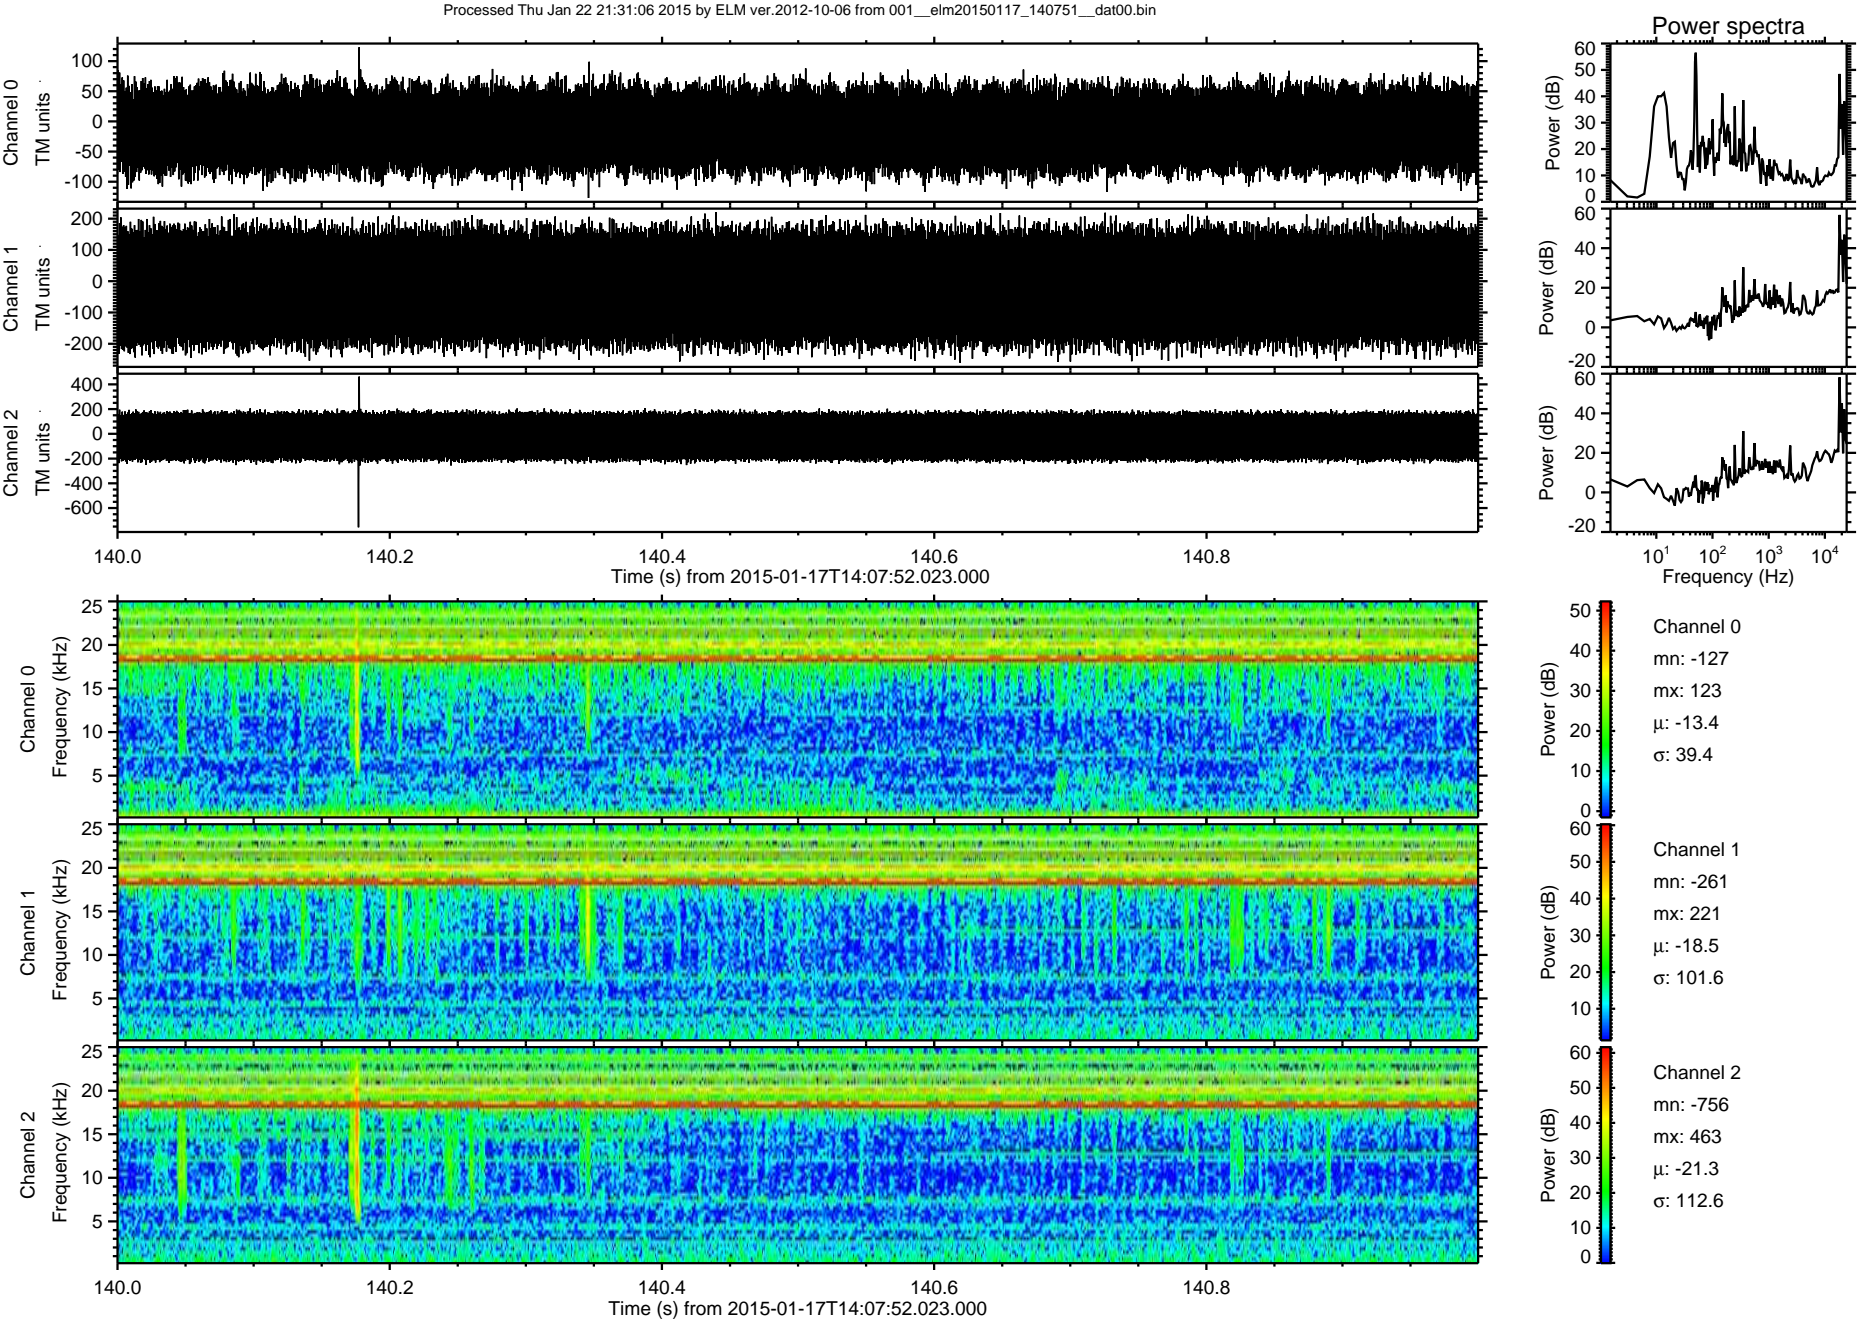 Processed Thu Jan 22 21:31:06 2015 by ELM ver.2012-10-06 from 001__elm20150117_140751__dat00.bin
Power spectra
Channel 0
TM units
100
50
0
-50
-100
Power (dB)
60
50
40
30
20
10
0
Channel 1
TM units
200
100
0
-100
-200
Power (dB)
60
40
20
0
-20
Channel 2
TM units
400
200
0
-200
-400
-600
Power (dB)
60
40
20
0
-20
140.0 140.2 140.4 140.6 140.8
Time (s) from 2015-01-17T14:07:52.023.000
10¹ 10² 10³ 10⁴
Frequency (Hz)
Channel 0
Frequency (kHz)
25
20
15
10
5
Power (dB)
50
40
30
20
10
0
Channel 0
mn: -127
mx: 123
μ: -13.4
σ: 39.4
Channel 1
Frequency (kHz)
25
20
15
10
5
Power (dB)
60
50
40
30
20
10
Channel 1
mn: -261
mx: 221
μ: -18.5
σ: 101.6
Channel 2
Frequency (kHz)
25
20
15
10
5
Power (dB)
60
50
40
30
20
10
0
Channel 2
mn: -756
mx: 463
μ: -21.3
σ: 112.6
140.0 140.2 140.4 140.6 140.8
Time (s) from 2015-01-17T14:07:52.023.000